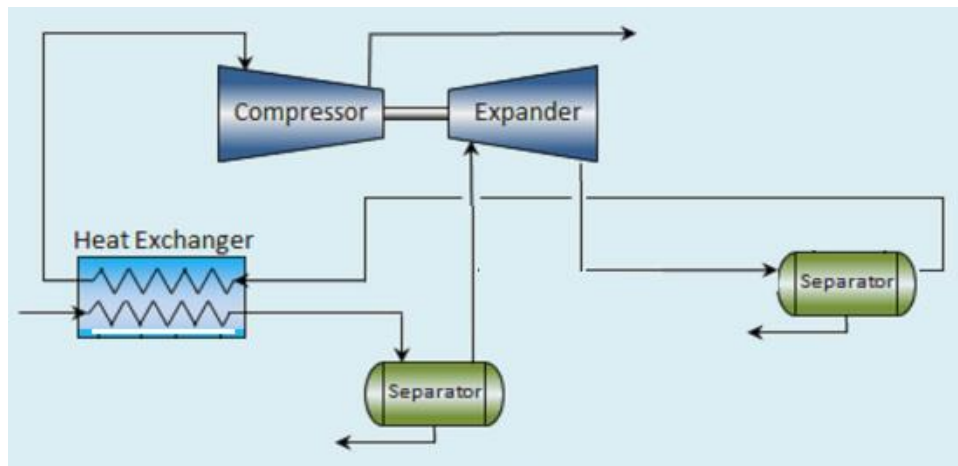 Compressor
Expander
Heat Exchanger
Separator
Separator